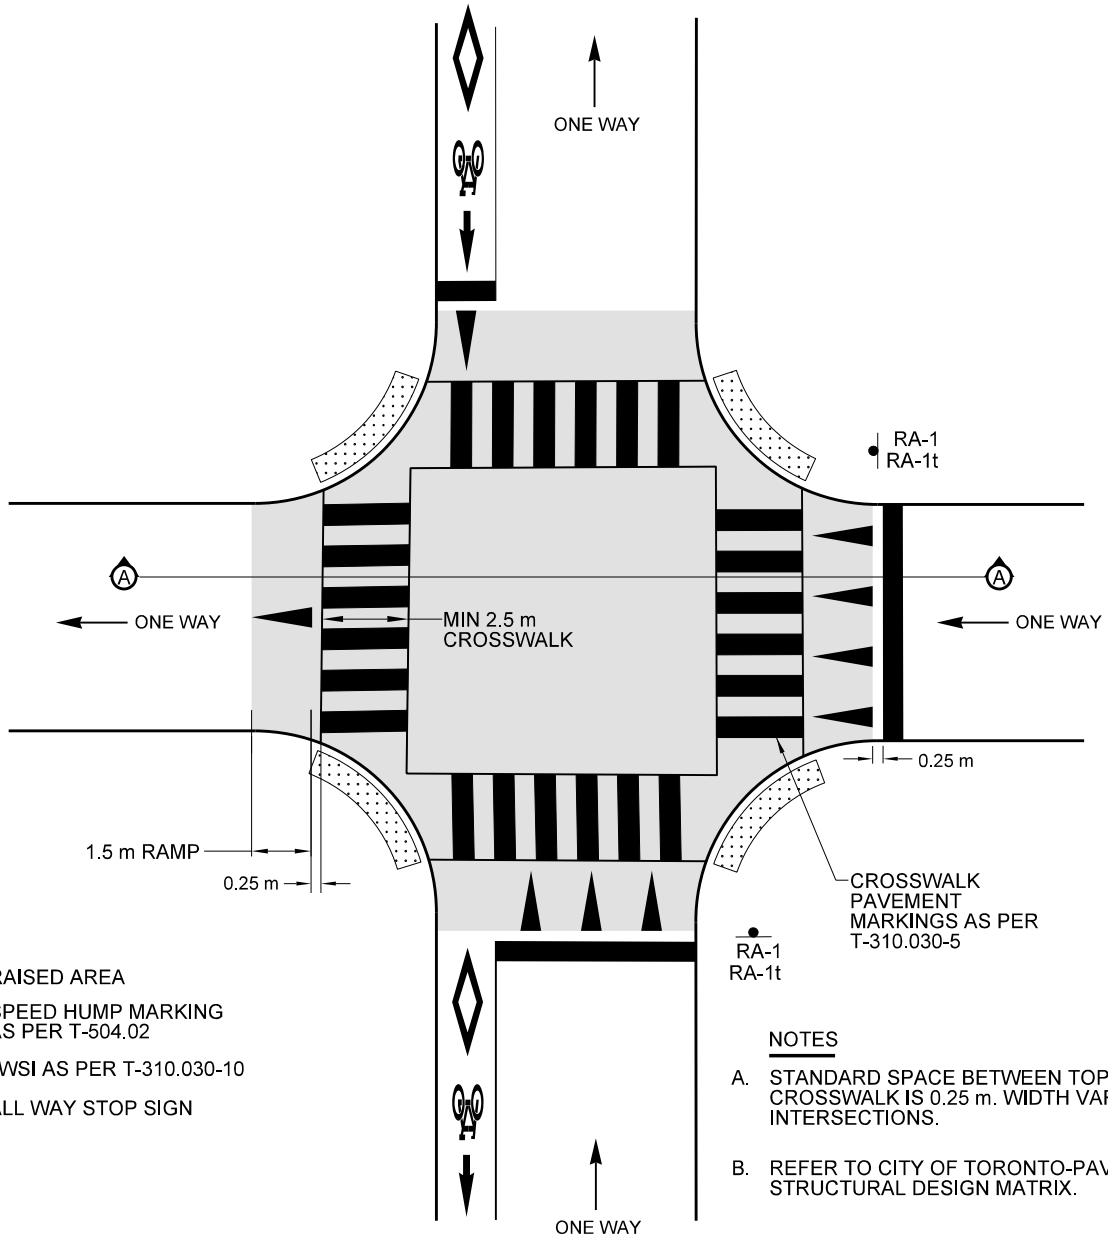 ONE WAY
RA-1
RA-1t
A
A
ONE WAY
ONE WAY
MIN 2.5 m
CROSSWALK
0.25 m
1.5 m RAMP
0.25 m
CROSSWALK
PAVEMENT
MARKINGS AS PER
T-310.030-5
RA-1
RA-1t
RAISED AREA
SPEED HUMP MARKING
AS PER T-504.02
WSI AS PER T-310.030-10
ALL WAY STOP SIGN
NOTES
A. STANDARD SPACE BETWEEN TOP
CROSSWALK IS 0.25 m. WIDTH VAR
INTERSECTIONS.
B. REFER TO CITY OF TORONTO-PAV
STRUCTURAL DESIGN MATRIX.
ONE WAY